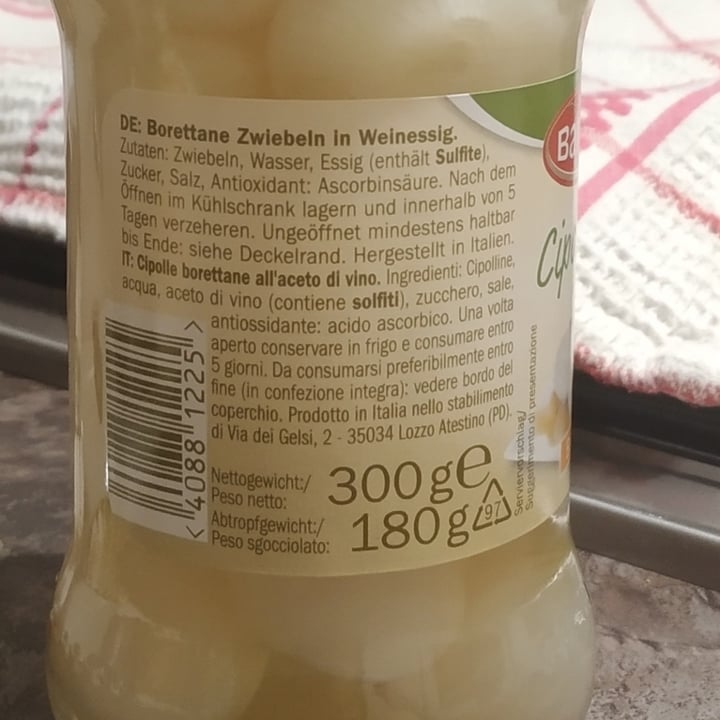 DE: Borettane Zwiebeln in Weinessig.
Zutaten: Zwiebeln, Wasser, Essig (enthält Sulfite),
Zucker, Salz, Antioxidant: Ascorbinsäure. Nach dem
Öffnen im Kühlschrank lagern und innerhalb von 5
Tagen verzeheren. Ungeöffnet mindestens haltbar
bis Ende: siehe Deckelrand. Hergestellt in Italien.
IT: Cipolle borettane all'aceto di vino. Ingredienti: Cipolline,
acqua, aceto di vino (contiene solfiti), zucchero, sale,
antiossidante: acido ascorbico. Una volta
aperto conservare in frigo e consumare entro
5 giorni. Da consumarsi preferibilmente entro
fine (in confezione integra): vedere bordo del
coperchio. Prodotto in Italia nello stabilimento
di Via dei Gelsi, 2 - 35034 Lozzo Atestino (PD).
Nettogewicht:/
Peso netto:
300g e
Abtropfgewicht:/
Peso sgocciolato:
180g
97
< 4088 1225 >
Serviervorschlag/
Suggerimento di presentazione
Ba
Cip